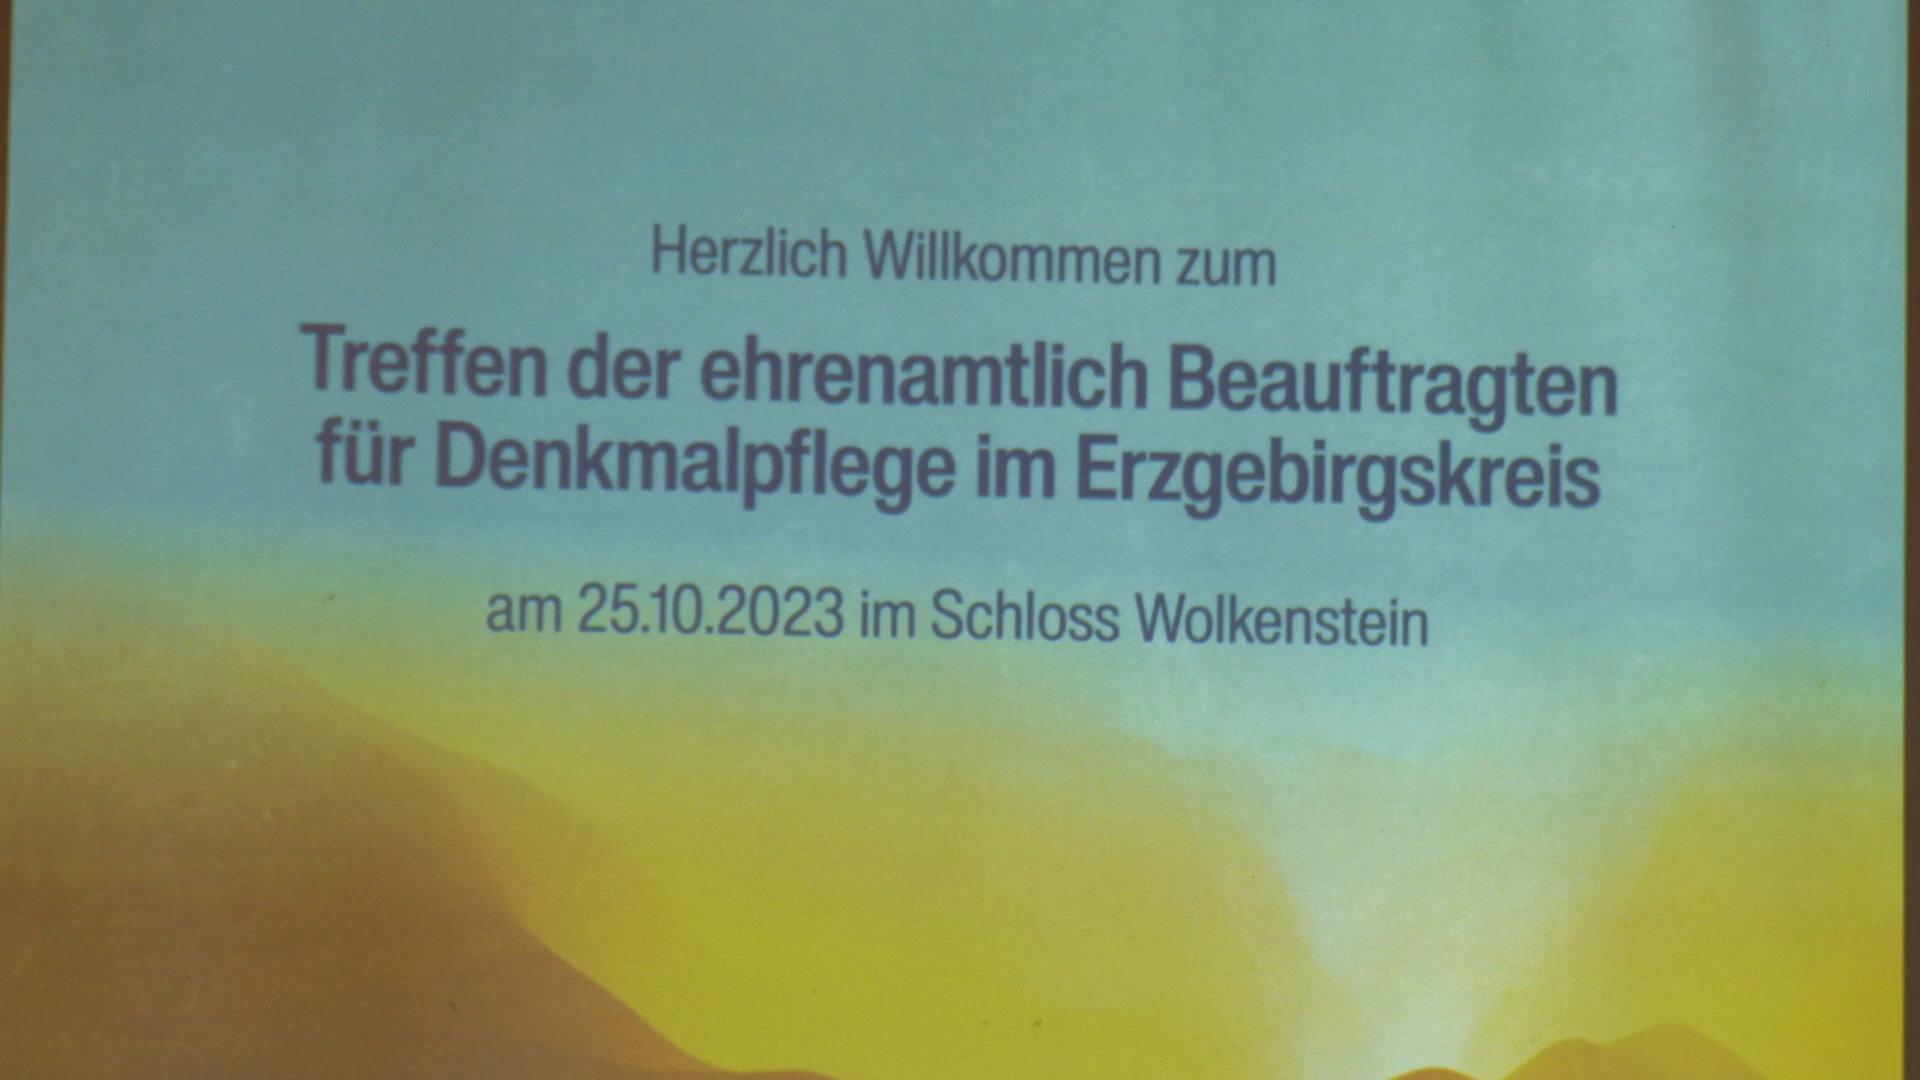 Herzlich Willkommen zum
Treffen der ehrenamtlich Beauftragten
für Denkmalpflege im Erzgebirgskreis
am 25.10.2023 im Schloss Wolkenstein